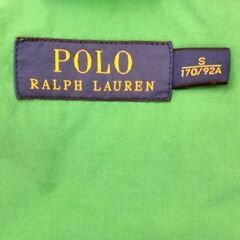 POLO
RALPH LAUREN
S
170/92A